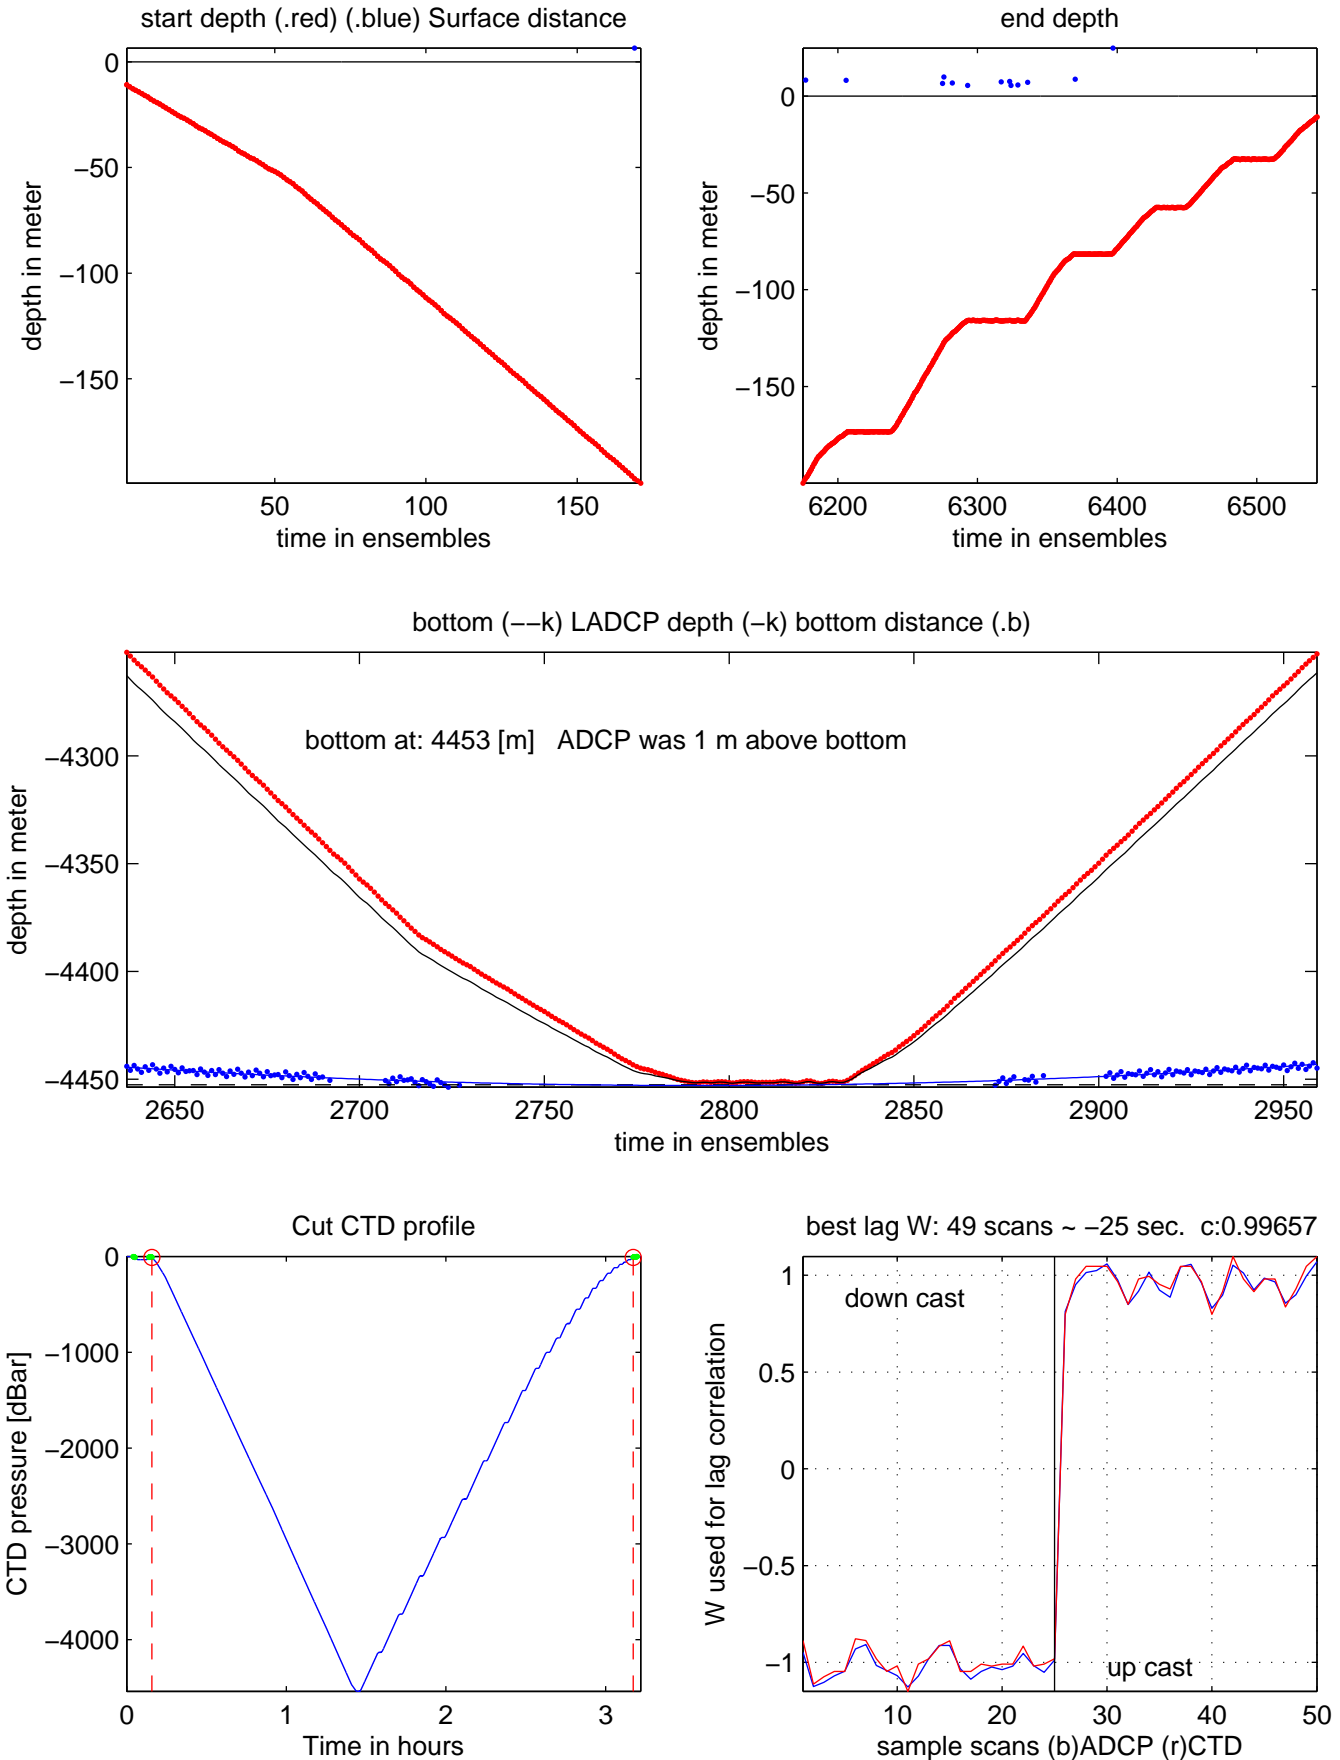 start depth (.red) (.blue) Surface distance
0
−50
−100
−150
depth in meter
50
100
150
time in ensembles
end depth
0
−50
−100
−150
depth in meter
6200
6300
6400
6500
time in ensembles
bottom (−−k) LADCP depth (−k) bottom distance (.b)
bottom at: 4453 [m]   ADCP was 1 m above bottom
−4300
−4350
−4400
−4450
depth in meter
2650
2700
2750
2800
2850
2900
2950
time in ensembles
Cut CTD profile
0
−1000
−2000
−3000
−4000
CTD pressure [dBar]
0
1
2
3
Time in hours
best lag W: 49 scans ~ −25 sec.  c:0.99657
1
0.5
0
−0.5
−1
W used for lag correlation
down cast
up cast
10
20
30
40
50
sample scans (b)ADCP (r)CTD